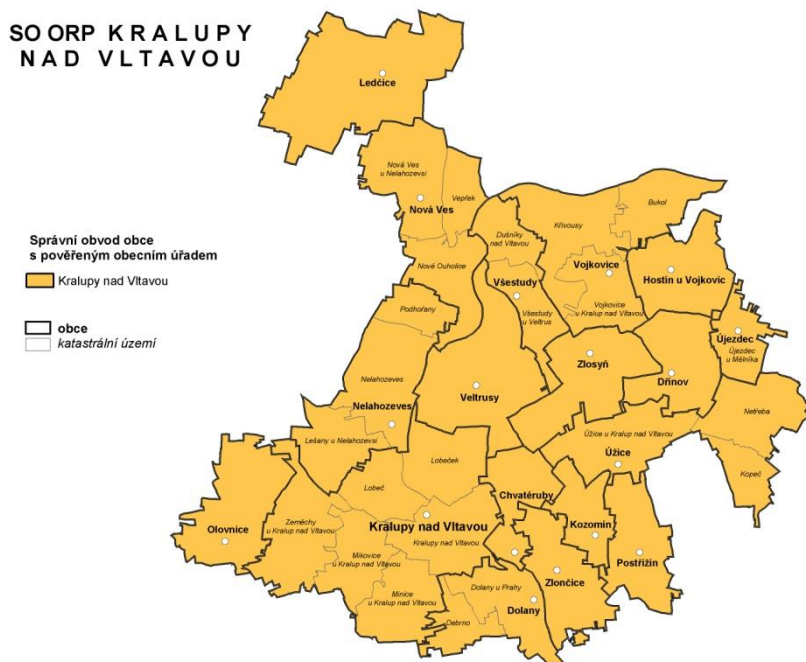 SO ORP KRALUPY
NAD VLTAVOU
Ledčice
Nová Ves
u Nelahozevsi
Vepřek
Nová Ves
Bukol
Křivousy
Dušníky
nad Vltavou
Správní obvod obce
s pověřeným obecním úřadem
Kralupy nad Vltavou
Nové Ouholice
Vojkovice
Hostín u Vojkovic
Všestudy
Podhořany
Vojkovice
u Kralup nad Vltavou
Všestudy
u Veltrus
obce
katastrální území
Újezdec
Újezdec
u Mělníka
Zlosyň
Nelahozeves
Dřínov
Veltrusy
Nelahozeves
Netřeba
Úžice u Kralup nad Vltavou
Lešany u Nelahozevsi
Úžice
Lobeček
Kopeč
Lobeč
Chvatěruby
Olovnice
Zeměchy
u Kralup nad Vltavou
Kralupy nad Vltavou
Kozomín
Kralupy nad Vltavou
Mikovice
u Kralup nad Vltavou
Postřižín
Zlončice
Dolany u Prahy
Minice
u Kralup nad Vltavou
Dolany
Debrno